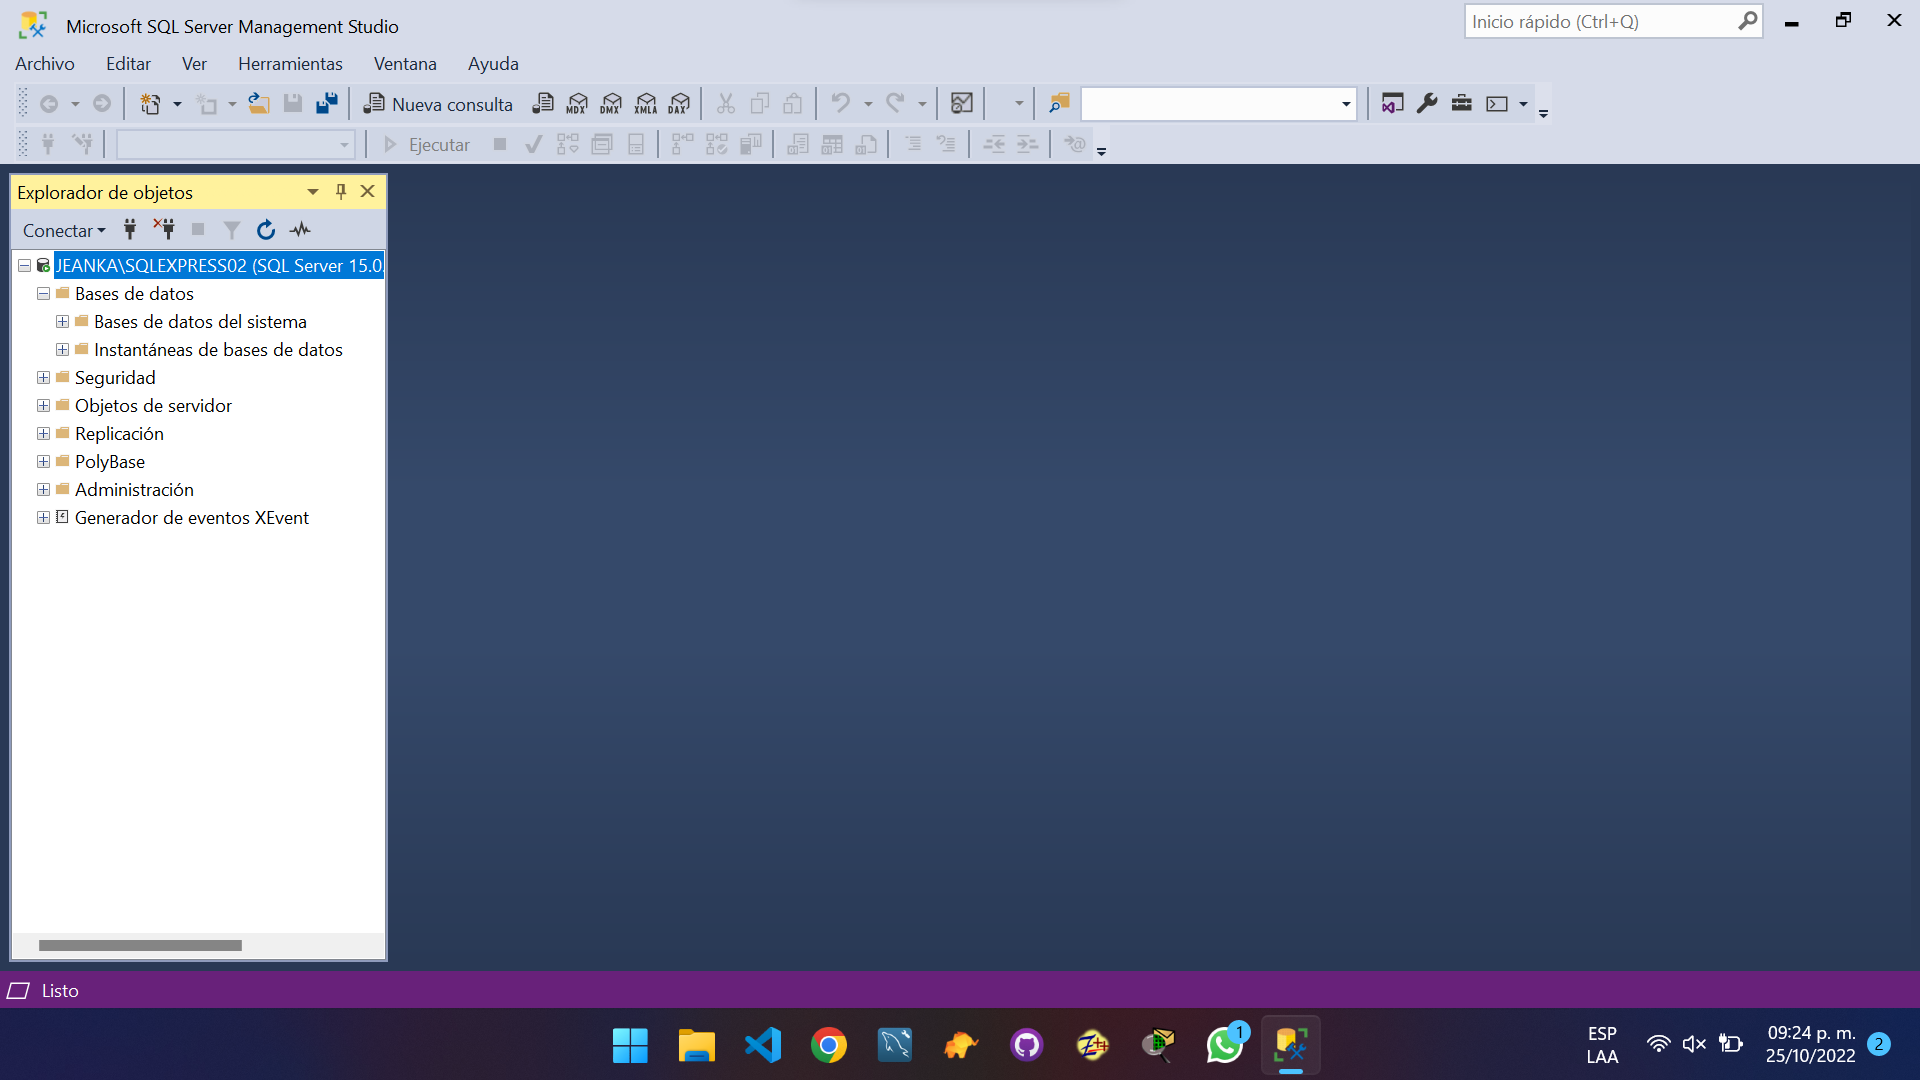 Microsoft SQL Server Management Studio
Inicio rápido (Ctrl+Q)
Archivo Editar Ver Herramientas Ventana Ayuda
Nueva consulta MDX DMX XMLA DAX
Ejecutar
Explorador de objetos
Conectar
JEANKA\SQLEXPRESS02 (SQL Server 15.0.
Bases de datos
Bases de datos del sistema
Instantáneas de bases de datos
Seguridad
Objetos de servidor
Replicación
PolyBase
Administración
Generador de eventos XEvent
Listo
1
ESP
LAA
09:24 p. m.
25/10/2022
2